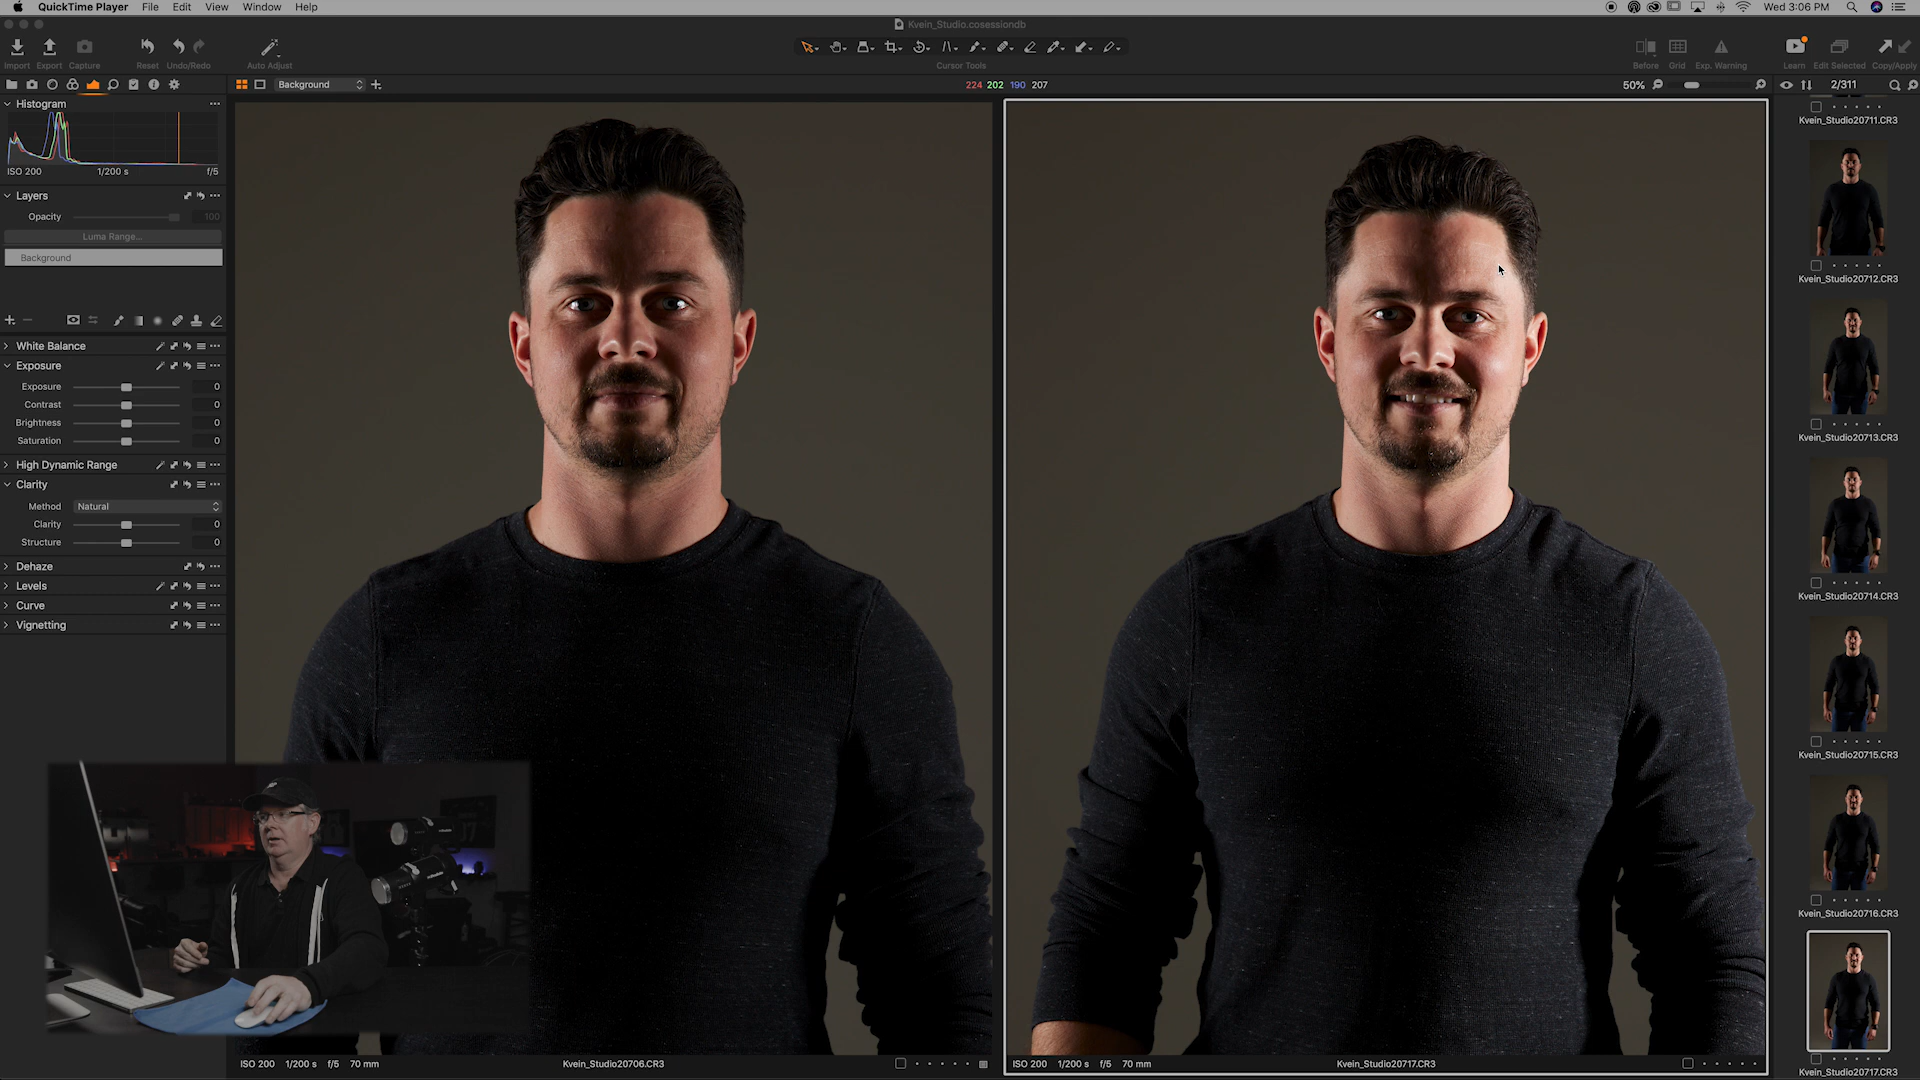 QuickTime Player File Edit View Window Help
Wed 3:06 PM
Kvein_Studio.cosessiondb
Import Export Capture Reset Undo/Redo Auto Adjust
Cursor Tools
Before Grid Exp. Warning Learn Edit Selected Copy/Apply
Background
224 202 190 207
50%
2/311
Histogram
ISO 200 1/200 s f/5
Layers
Opacity 100
Luma Range...
Background
White Balance
Exposure
Exposure 0
Contrast 0
Brightness 0
Saturation 0
High Dynamic Range
Clarity
Method Natural
Clarity 0
Structure 0
Dehaze
Levels
Curve
Vignetting
ISO 200 1/200 s f/5 70 mm
Kvein_Studio20706.CR3
ISO 200 1/200 s f/5 70 mm
Kvein_Studio20717.CR3
Kvein_Studio20711.CR3
Kvein_Studio20712.CR3
Kvein_Studio20713.CR3
Kvein_Studio20714.CR3
Kvein_Studio20715.CR3
Kvein_Studio20716.CR3
Kvein_Studio20717.CR3